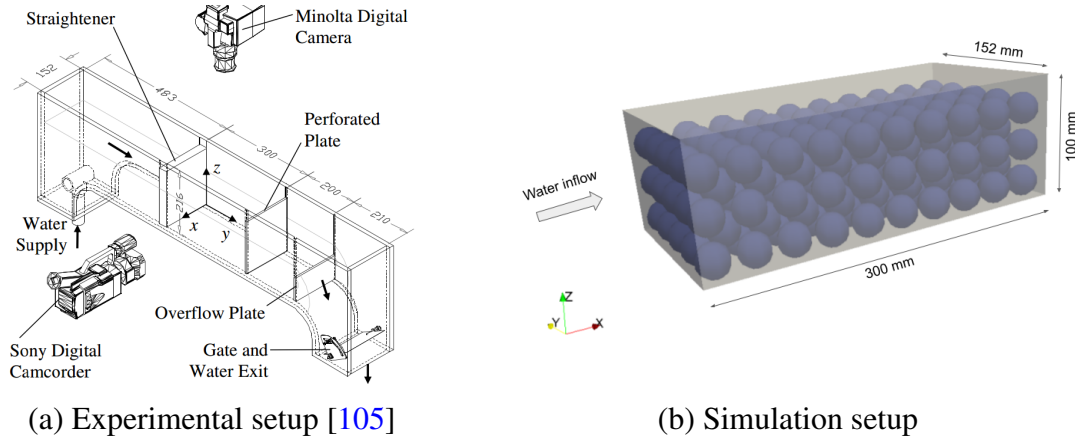 Straightener
Minolta Digital
Camera
152
483
Perforated
Plate
300
200
210
z
216
x
y
Water
Supply
Overflow Plate
Sony Digital
Camcorder
Gate and
Water Exit
(a) Experimental setup [105]
152 mm
100 mm
Water inflow
300 mm
Z
Y
X
(b) Simulation setup